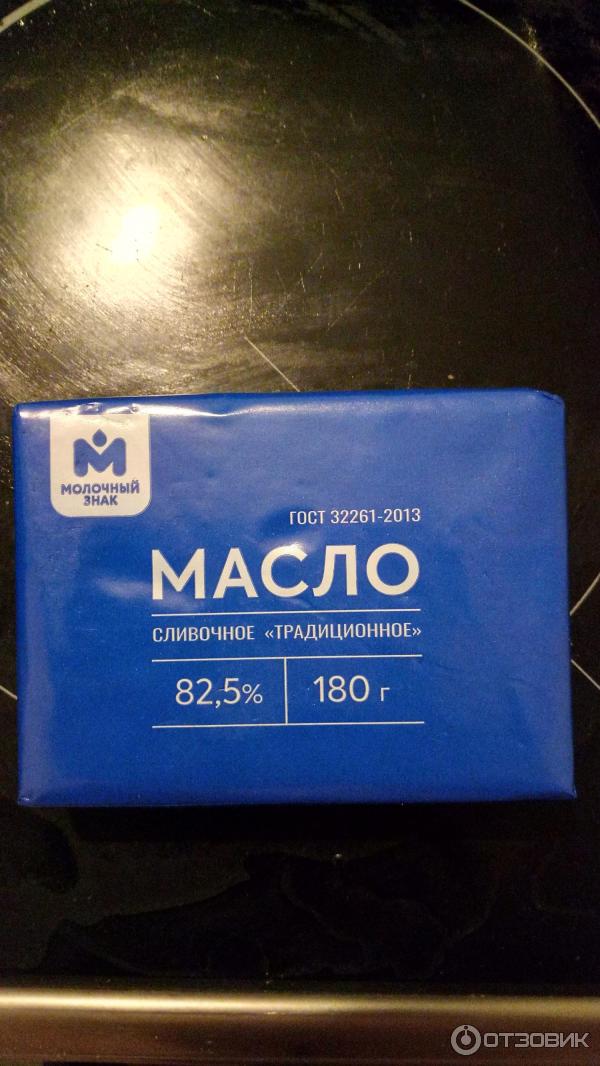 М
МОЛОЧНЫЙ
ЗНАК
ГОСТ 32261-2013
МАСЛО
СЛИВОЧНОЕ «ТРАДИЦИОННОЕ»
82,5% 180 г
ОТЗОВИК